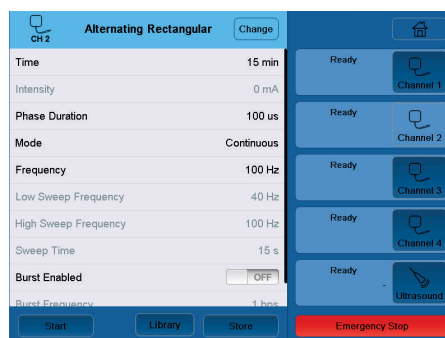 CH 2 Alternating Rectangular Change
Time 15 min
Intensity 0 mA
Phase Duration 100 us
Mode Continuous
Frequency 100 Hz
Low Sweep Frequency 40 Hz
High Sweep Frequency 100 Hz
Sweep Time 15 s
Burst Enabled OFF
Burst Frequency 1 bps
Start Library Store
Ready Channel 1
Ready Channel 2
Ready Channel 3
Ready Channel 4
Ready - Ultrasound
Emergency Stop